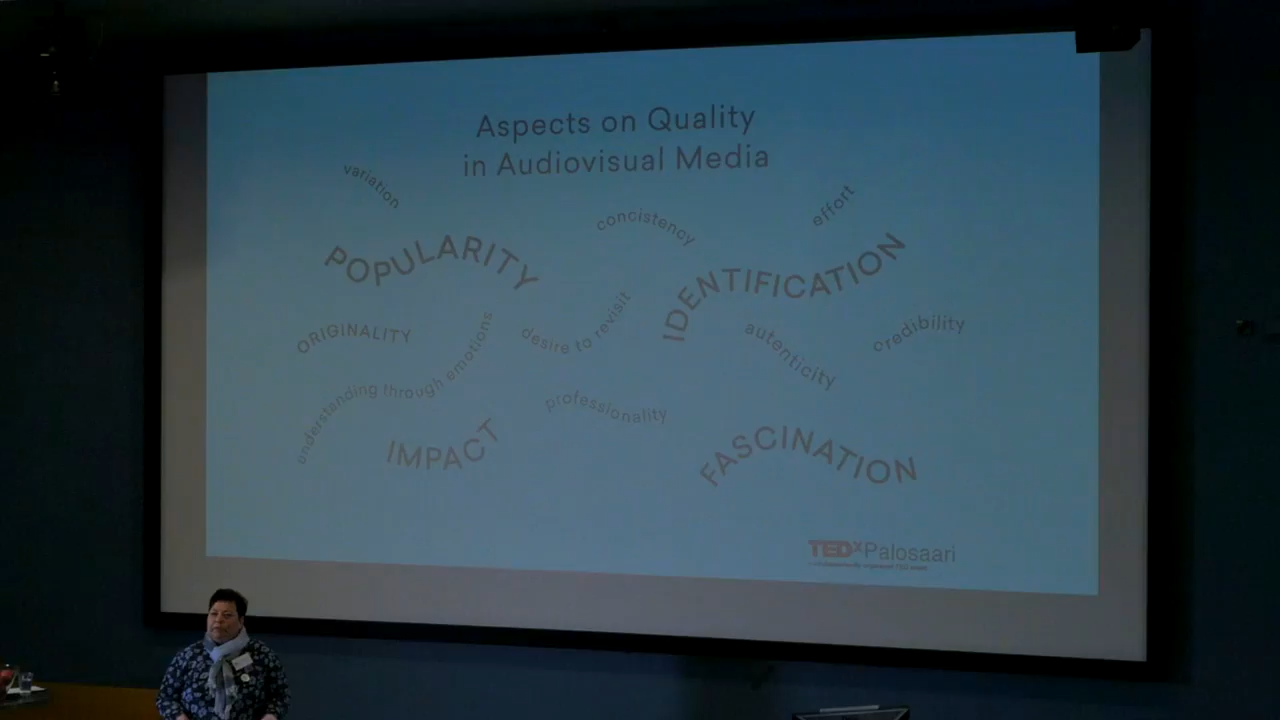 Aspects on Quality
in Audiovisual Media
variation
effort
concistency
POPULARITY
IDENTIFICATION
ORIGINALITY
desire to revisit
autenticity
credibility
understanding through emotions
professionality
IMPACT
FASCINATION
TEDxPalosaari